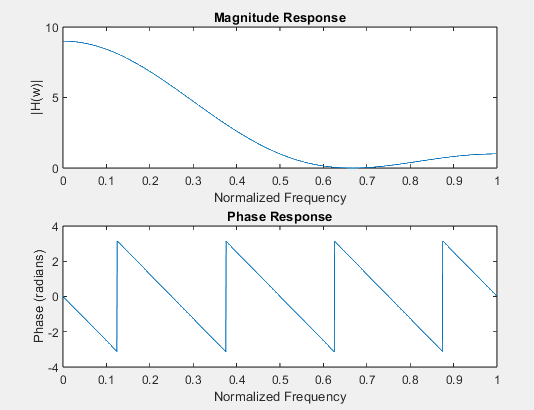 Magnitude Response
10
5
0
|H(w)|
0 0.1 0.2 0.3 0.4 0.5 0.6 0.7 0.8 0.9 1
Normalized Frequency
Phase Response
4
2
0
-2
-4
Phase (radians)
0 0.1 0.2 0.3 0.4 0.5 0.6 0.7 0.8 0.9 1
Normalized Frequency